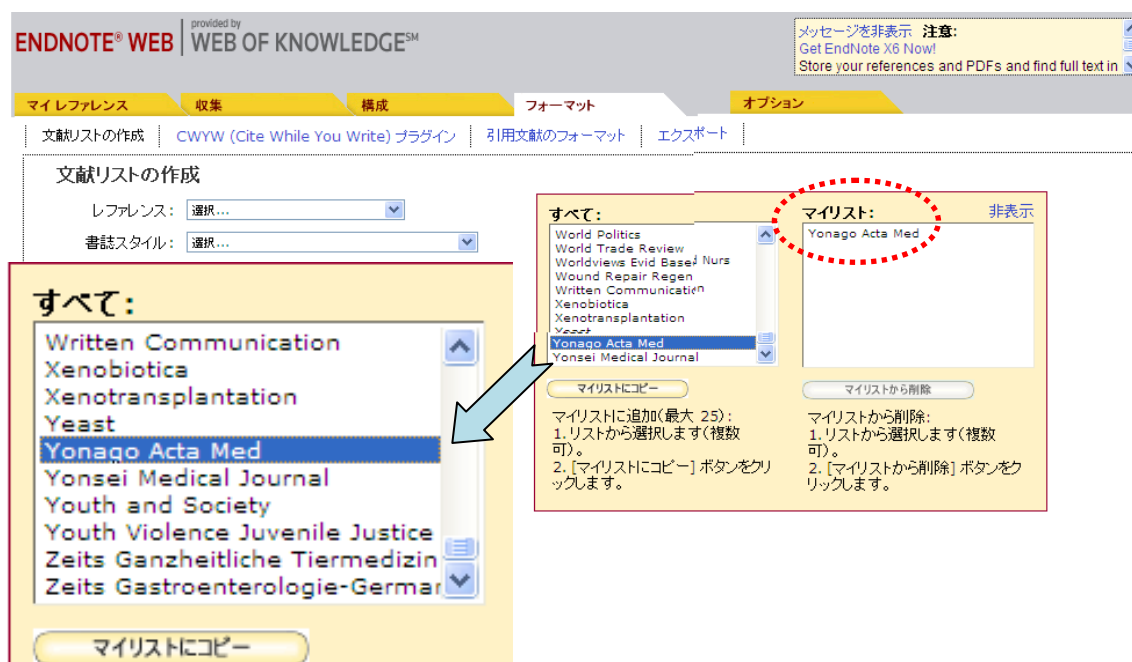 ENDNOTE® WEB provided by WEB OF KNOWLEDGE℠
メッセージを非表示 注意:
Get EndNote X6 Now!
Store your references and PDFs and find full text in
マイ レファレンス 収集 構成 フォーマット オプション
文献リストの作成 CWYW (Cite While You Write) プラグイン 引用文献のフォーマット エクスポート
文献リストの作成
レファレンス: 選択...
書誌スタイル: 選択...
すべて:
World Politics
World Trade Review
Worldviews Evid Based Nurs
Wound Repair Regen
Written Communication
Xenobiotica
Xenotransplantation
Yeast
Yonago Acta Med
Yonsei Medical Journal
マイリストにコピー
マイリストに追加(最大 25):
1. リストから選択します(複数
可)。
2. [マイリストにコピー] ボタンをクリ
ックします。
マイリスト: 非表示
Yonago Acta Med
マイリストから削除
マイリストから削除:
1. リストから選択します(複数
可)。
2. [マイリストから削除] ボタンをク
リックします。
すべて:
Written Communication
Xenobiotica
Xenotransplantation
Yeast
Yonago Acta Med
Yonsei Medical Journal
Youth and Society
Youth Violence Juvenile Justice
Zeits Ganzheitliche Tiermedizin
Zeits Gastroenterologie-German
マイリストにコピー